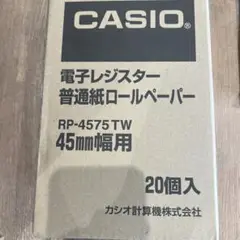 CASIO®
電子レジスター
普通紙ロールペーパー
RP-4575TW
45mm幅用
20個入
カシオ計算機株式会社